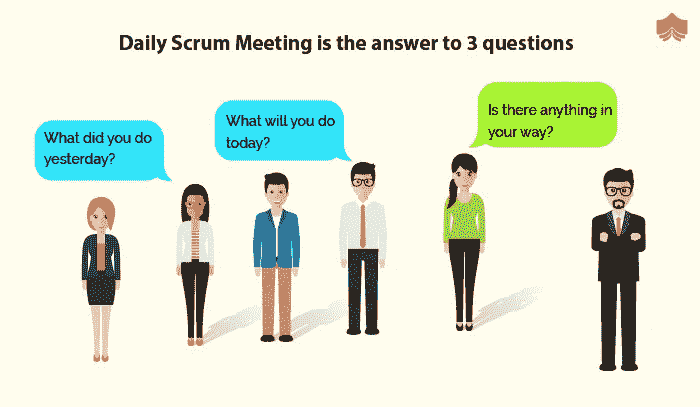 Daily Scrum Meeting is the answer to 3 questions
What did you do
yesterday?
What will you do
today?
Is there anything in
your way?